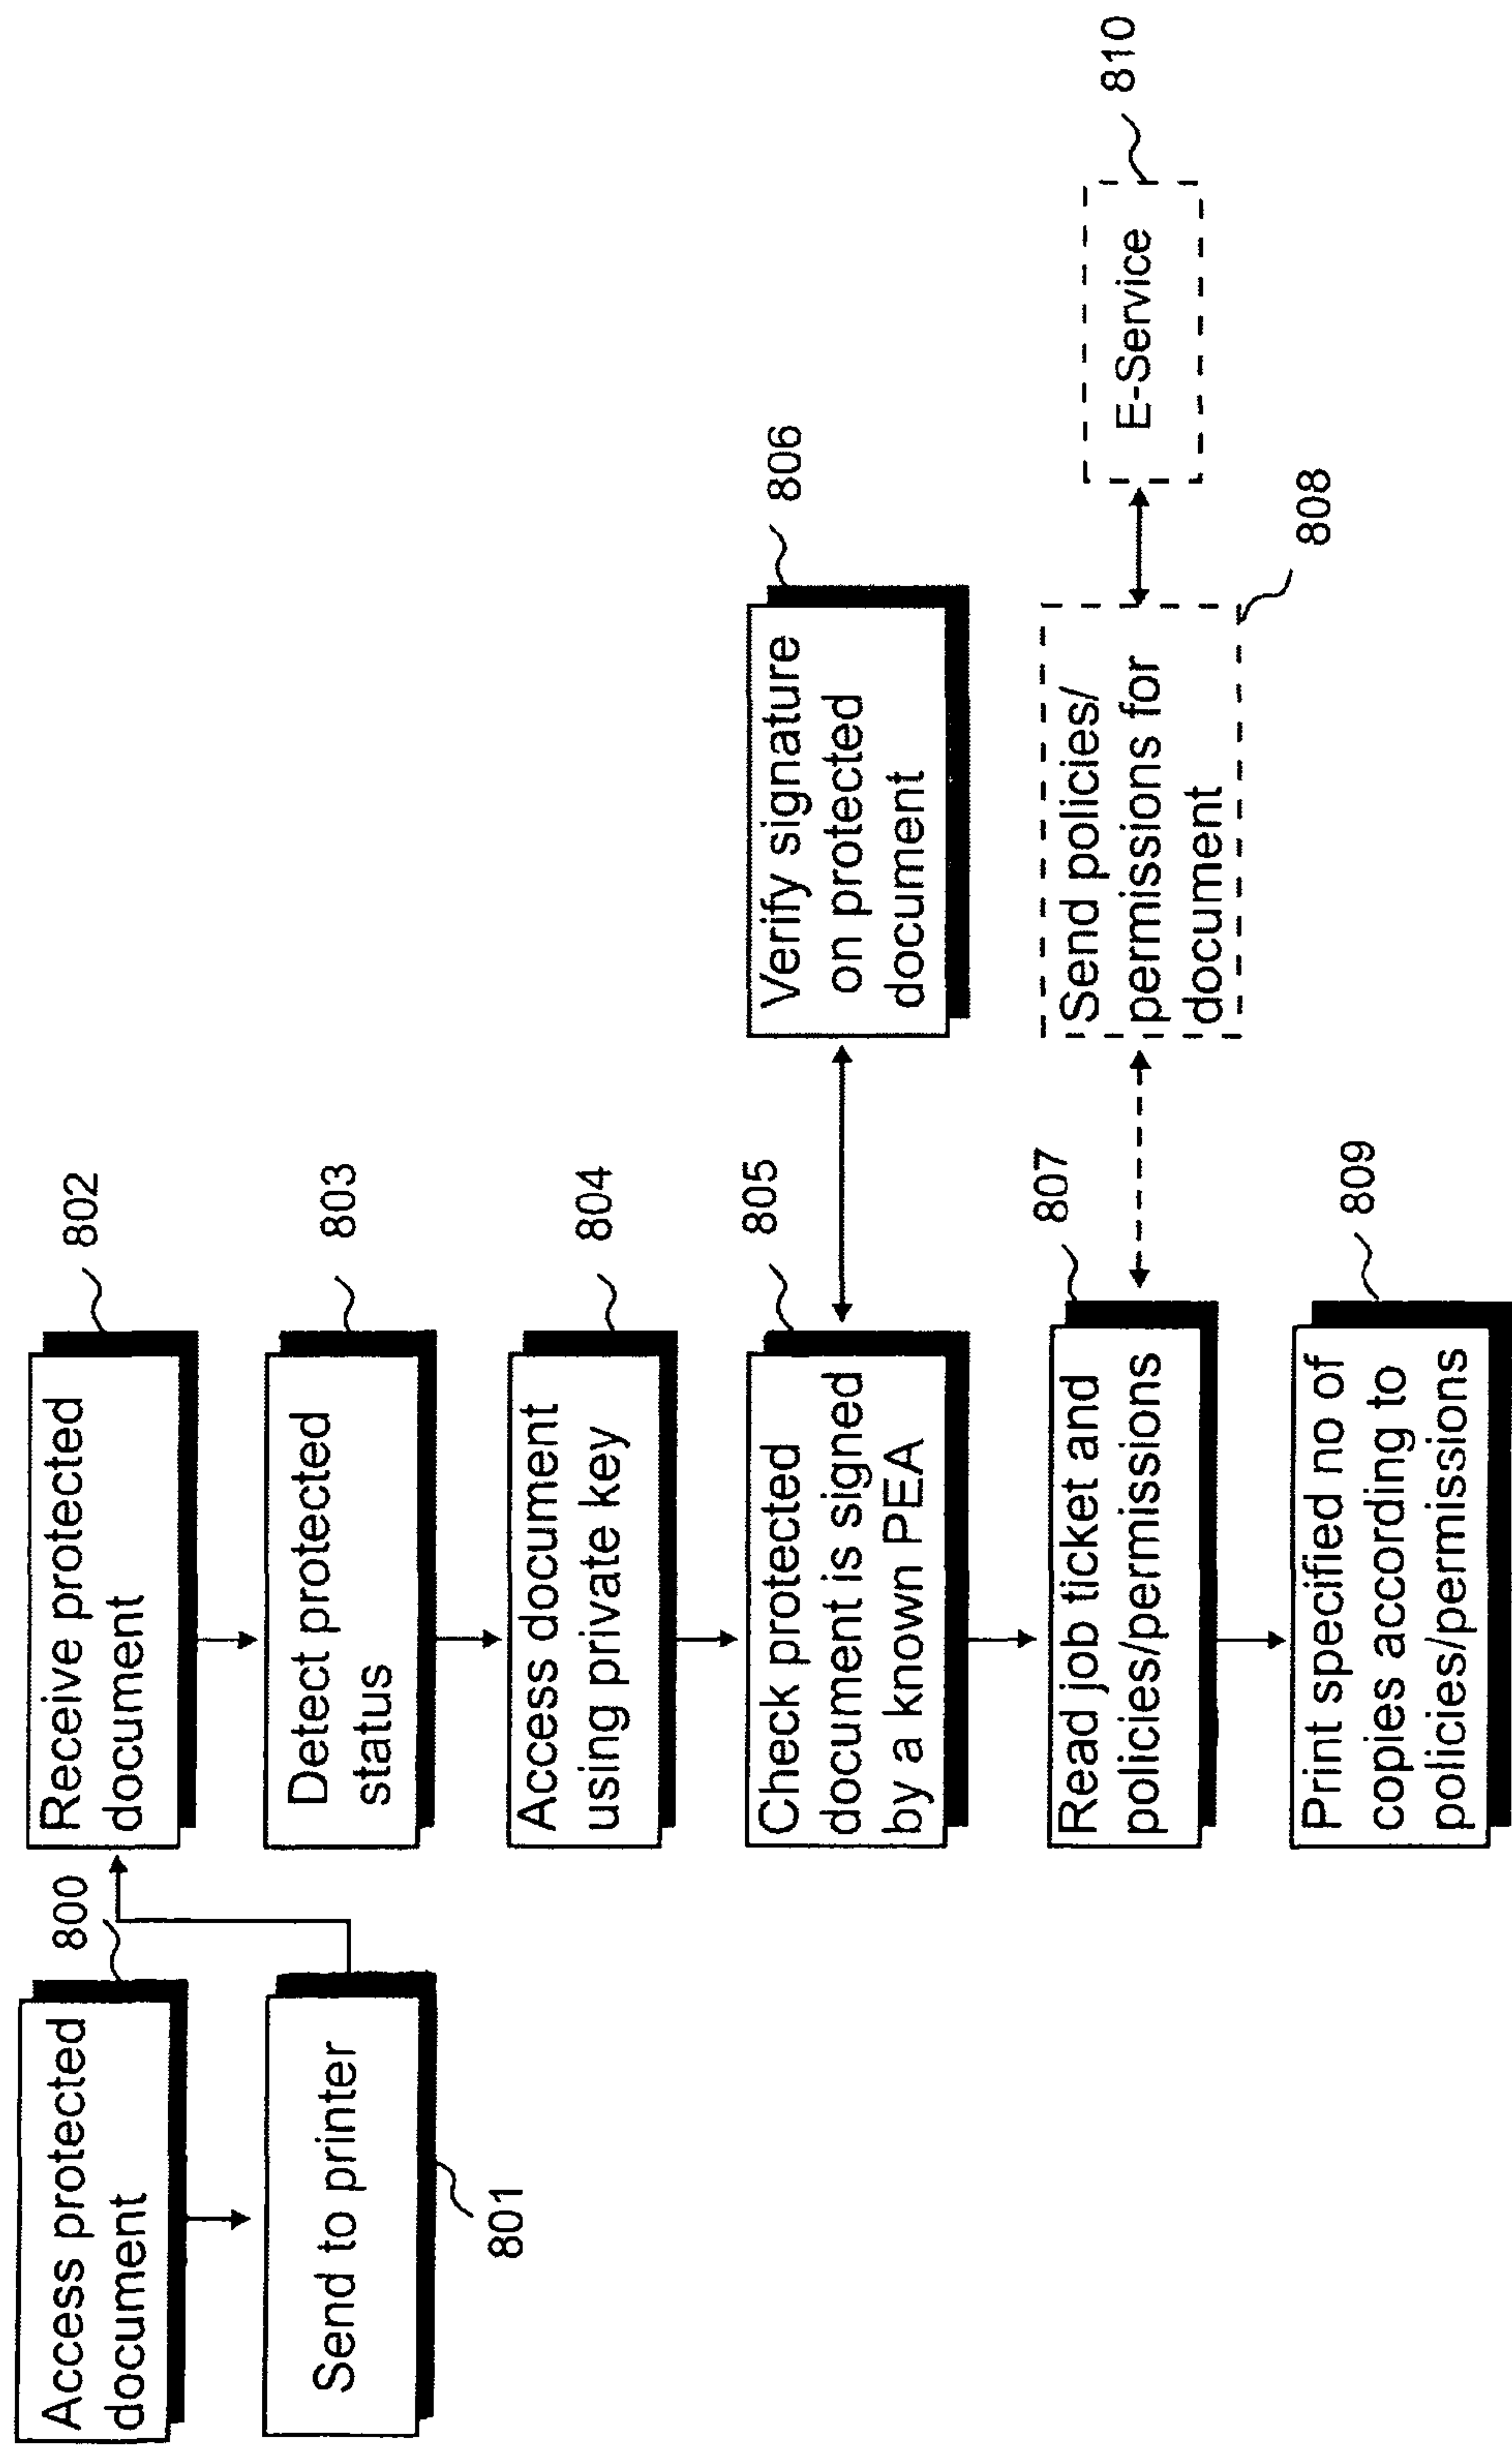 800
Access protected
document
Send to printer
801
802
Receive protected
document
803
Detect protected
status
804
Access document
using private key
805
Check protected
document is signed
by a known PEA
806
Verify signature
on protected
document
807
Read job ticket and
policies/permissions
Send policies/
permissions for
document
808
E-Service
810
809
Print specified no of
copies according to
policies/permissions